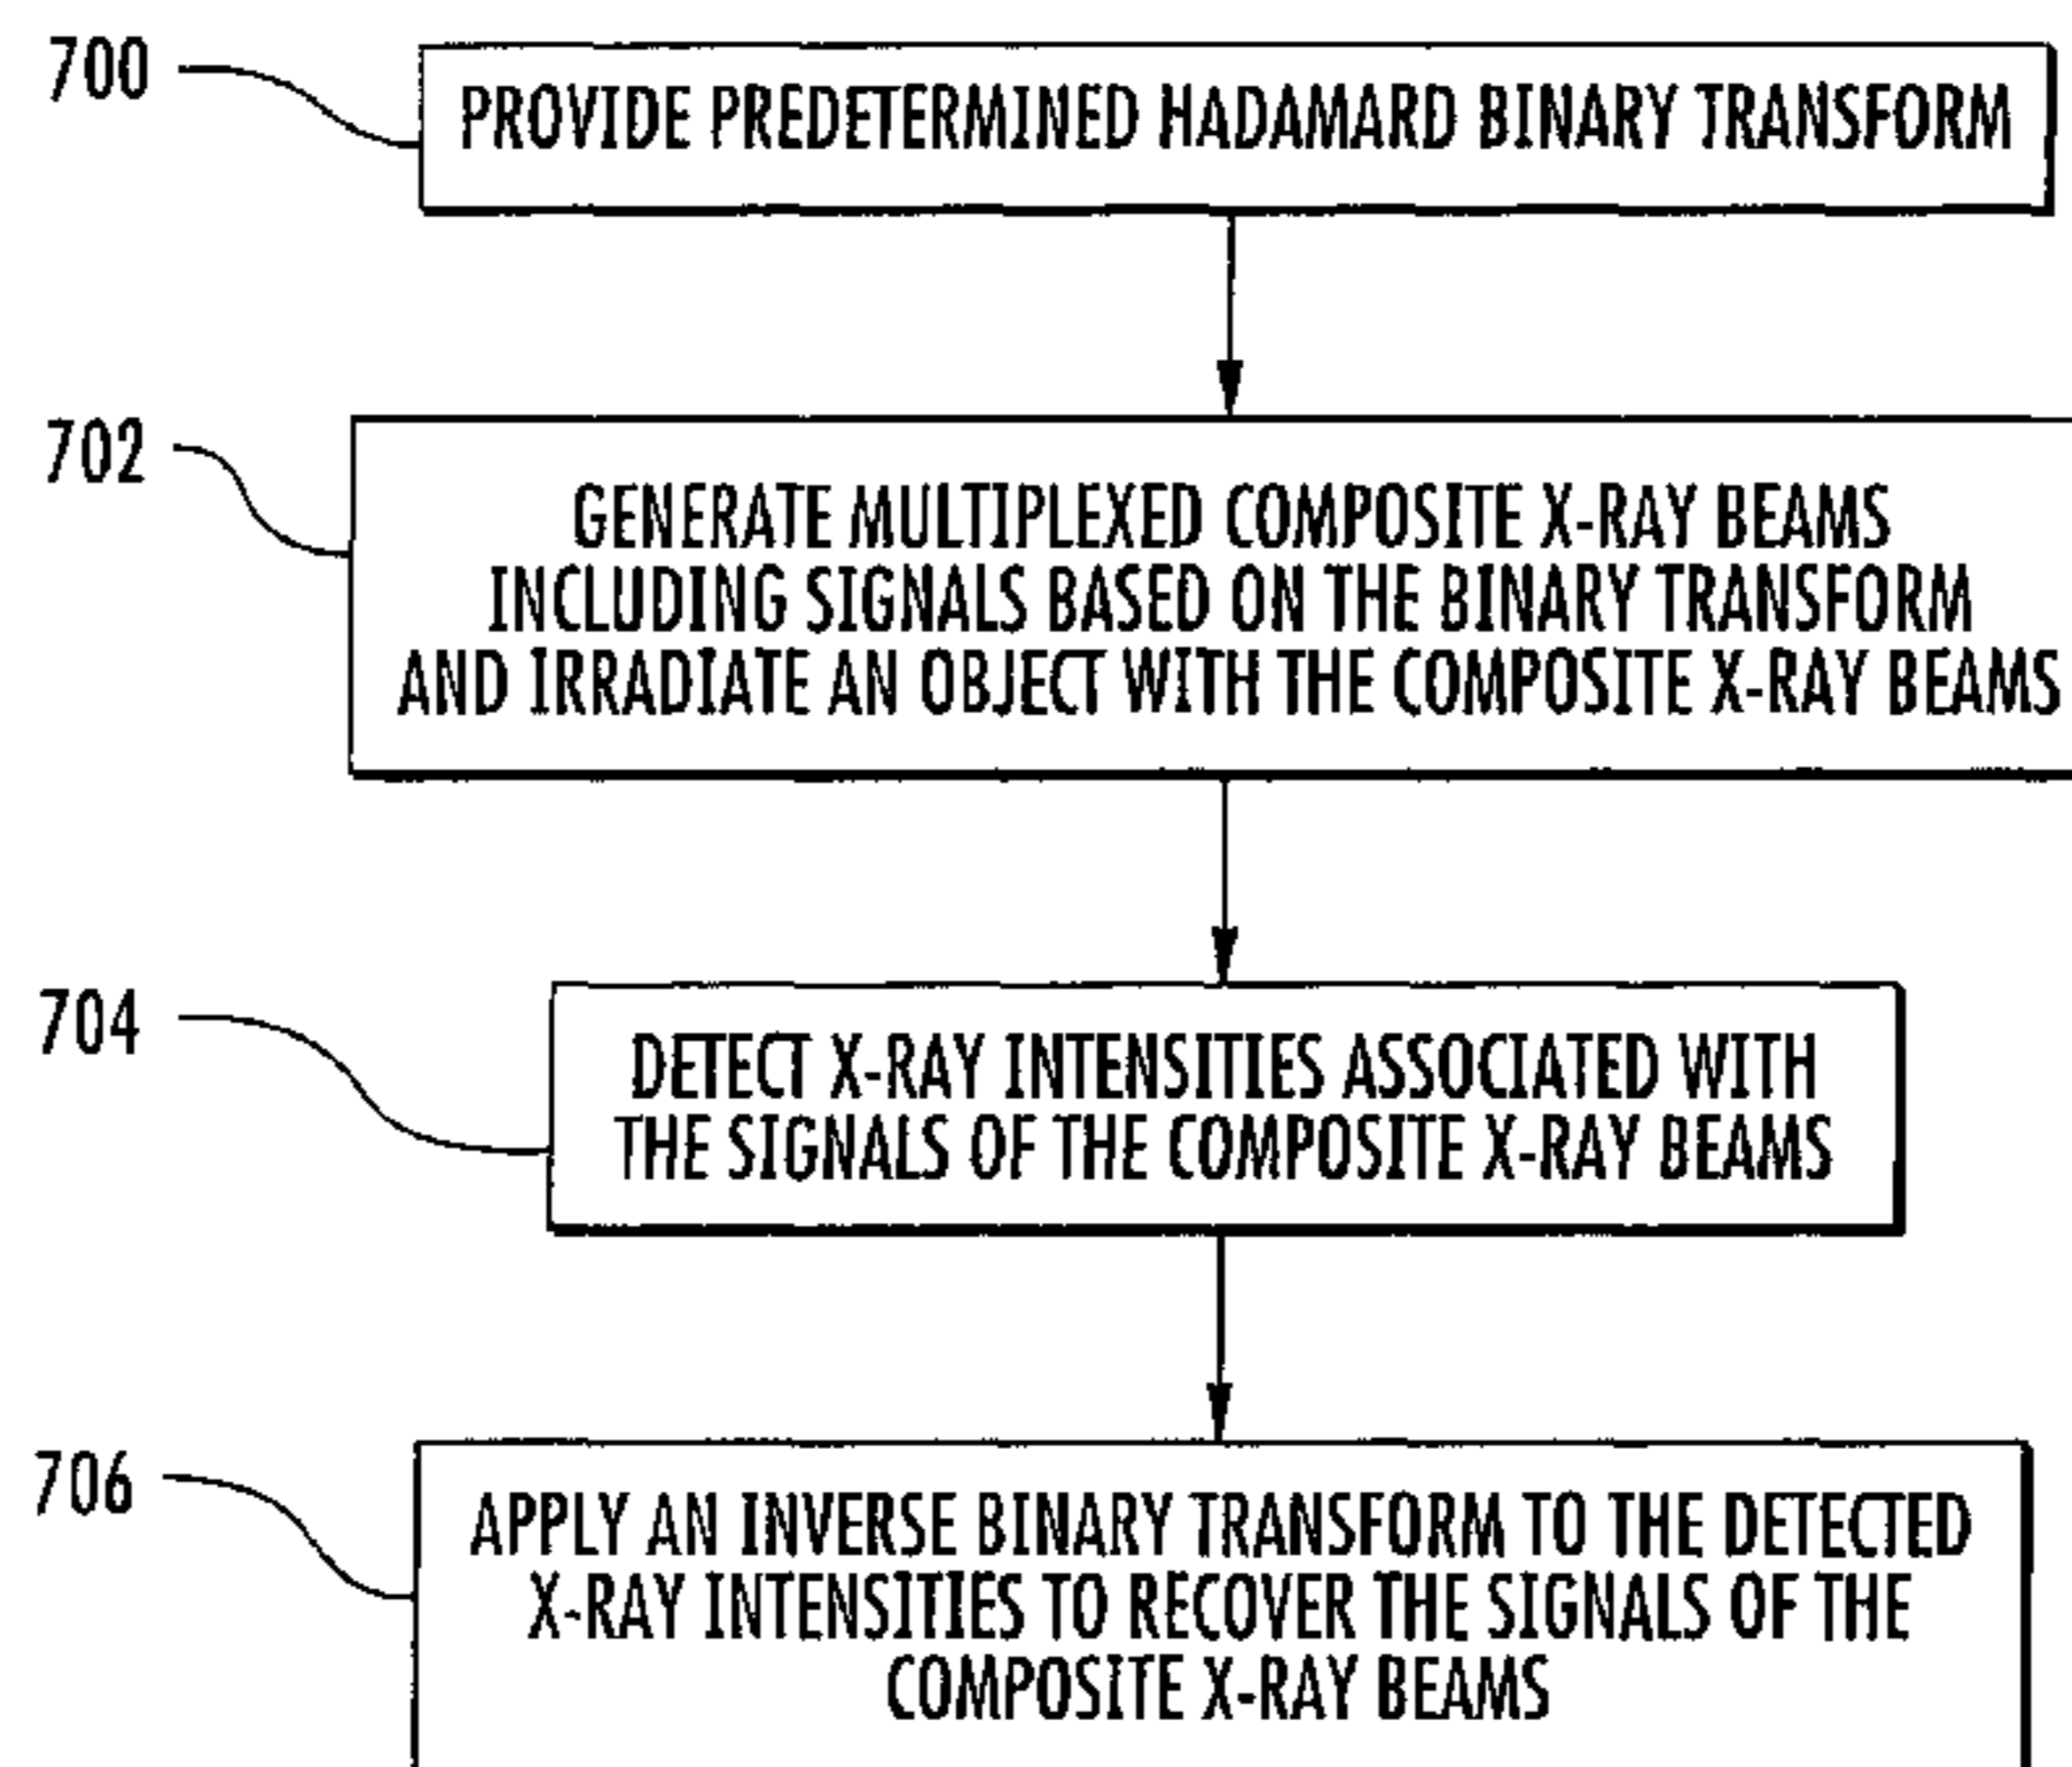 700
PROVIDE PREDETERMINED HADAMARD BINARY TRANSFORM
702
GENERATE MULTIPLEXED COMPOSITE X-RAY BEAMS
INCLUDING SIGNALS BASED ON THE BINARY TRANSFORM
AND IRRADIATE AN OBJECT WITH THE COMPOSITE X-RAY BEAMS
704
DETECT X-RAY INTENSITIES ASSOCIATED WITH
THE SIGNALS OF THE COMPOSITE X-RAY BEAMS
706
APPLY AN INVERSE BINARY TRANSFORM TO THE DETECTED
X-RAY INTENSITIES TO RECOVER THE SIGNALS OF THE
COMPOSITE X-RAY BEAMS